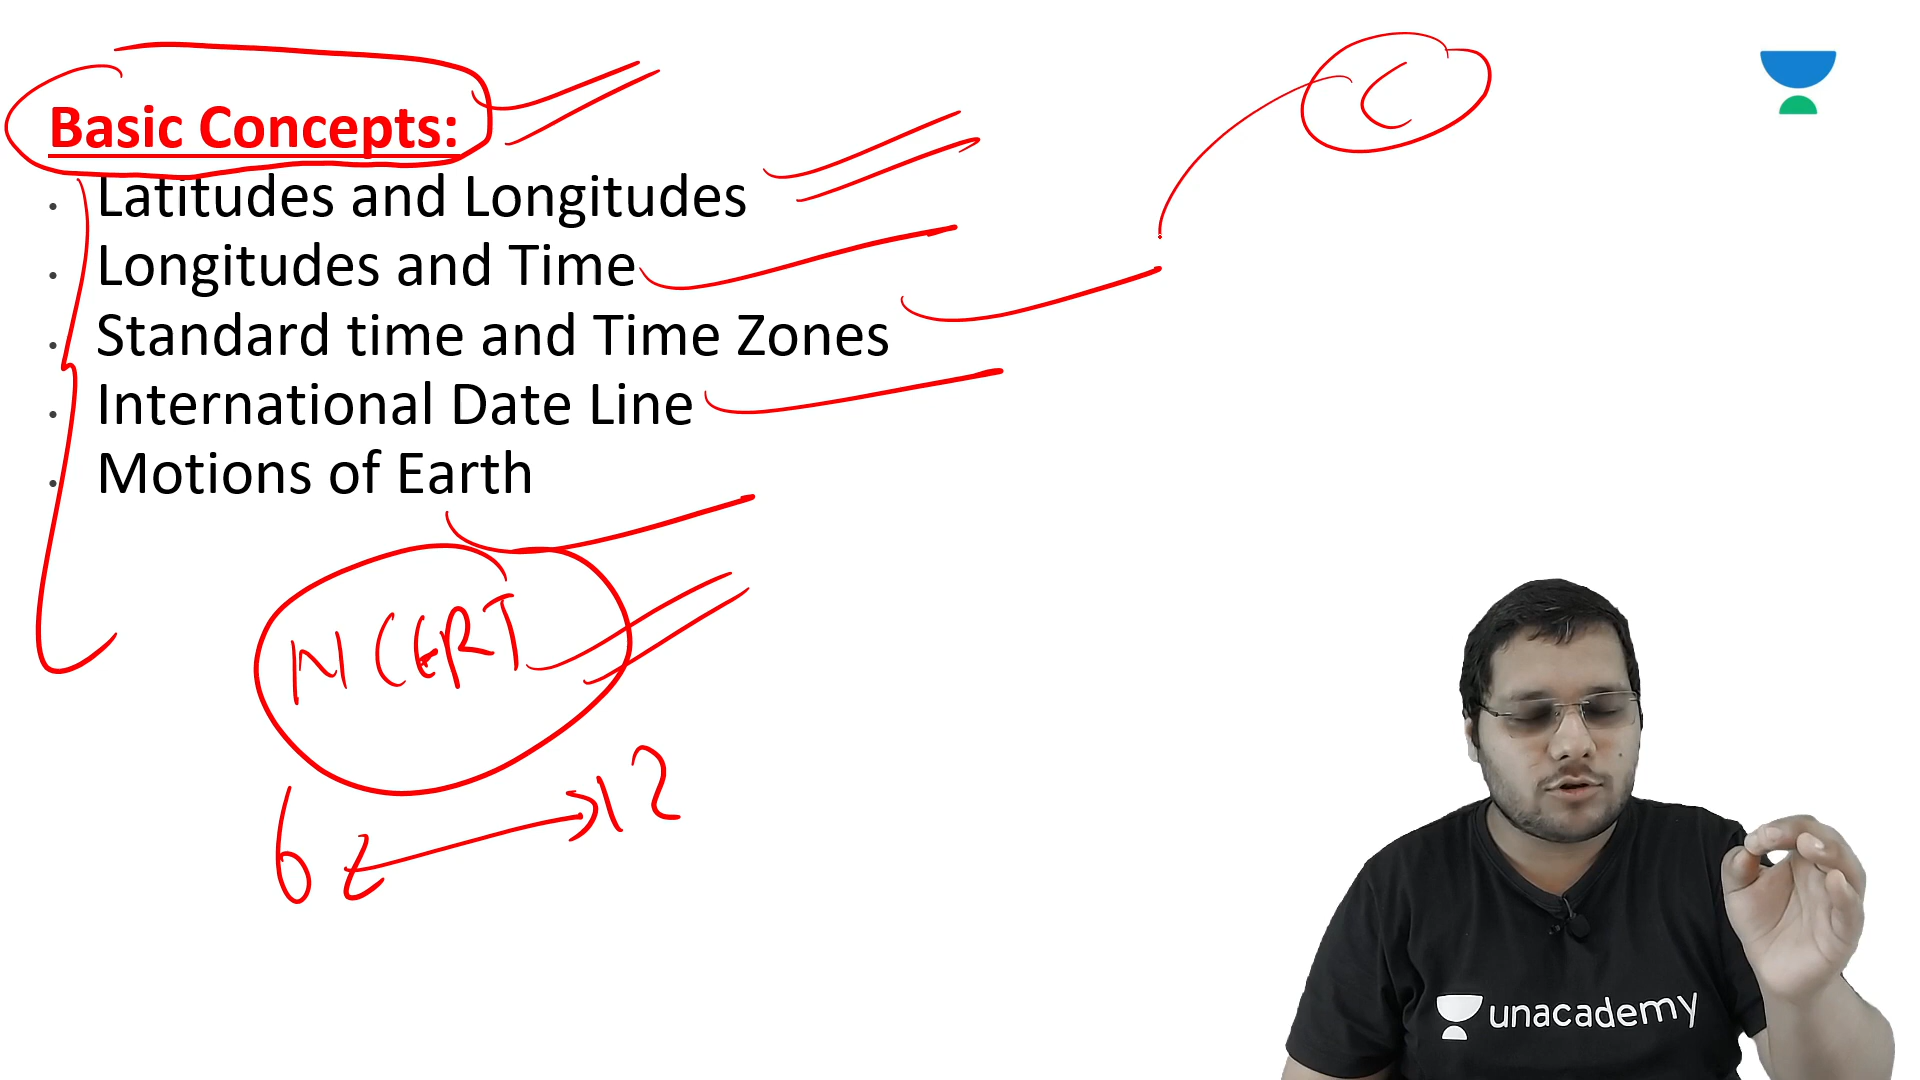 C
Basic Concepts:
• Latitudes and Longitudes
• Longitudes and Time
• Standard time and Time Zones
• International Date Line
• Motions of Earth
NCERT
6 ↔ 12
unacademy